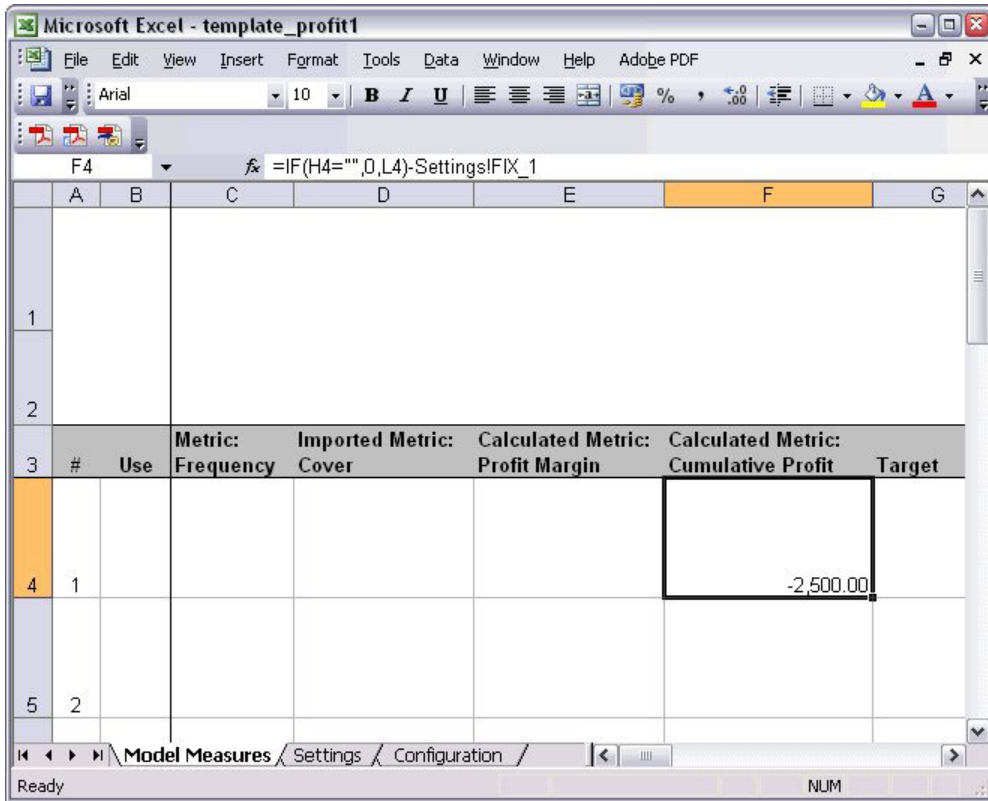 Microsoft Excel - template_profit1
File Edit View Insert Format Tools Data Window Help Adobe PDF
Arial 10 B I U % ,
F4 fx =IF(H4="",0,L4)-Settings!FIX_1
A B C D E F G
1
2
3 # Use Metric: Frequency Imported Metric: Cover Calculated Metric: Profit Margin Calculated Metric: Cumulative Profit Target
4 1 -2,500.00
5 2
Model Measures / Settings / Configuration /
Ready NUM